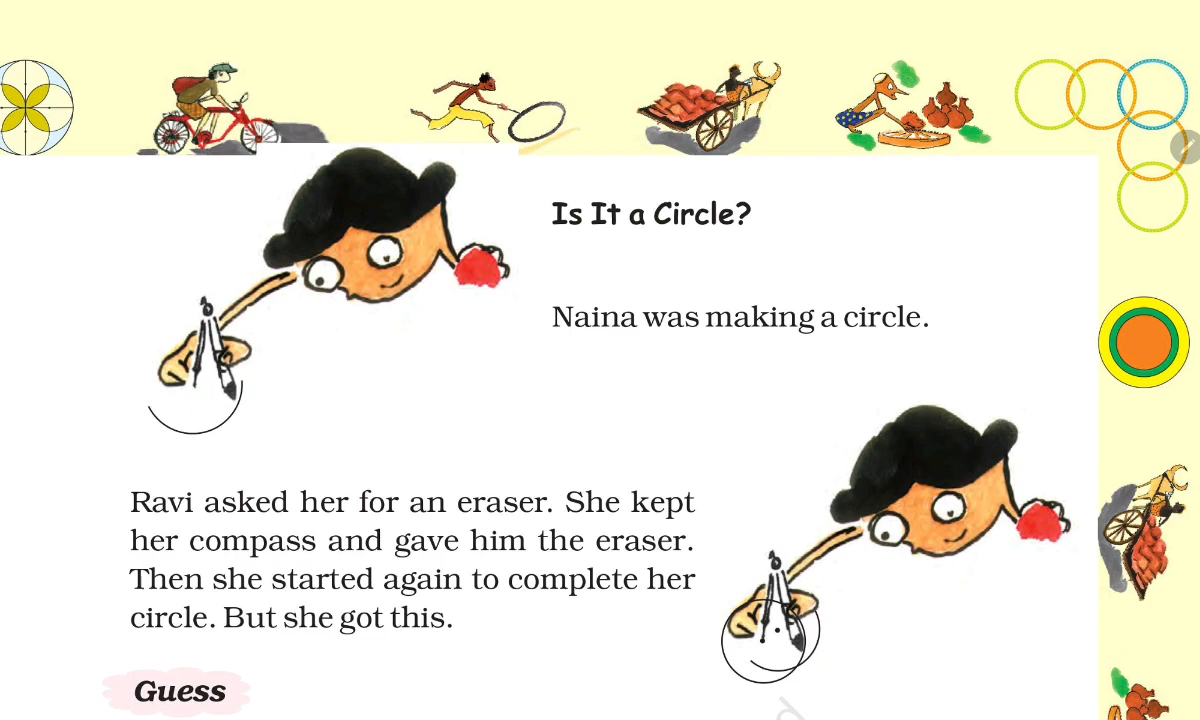 Is It a Circle?
Naina was making a circle.
Ravi asked her for an eraser. She kept
her compass and gave him the eraser.
Then she started again to complete her
circle. But she got this.
Guess